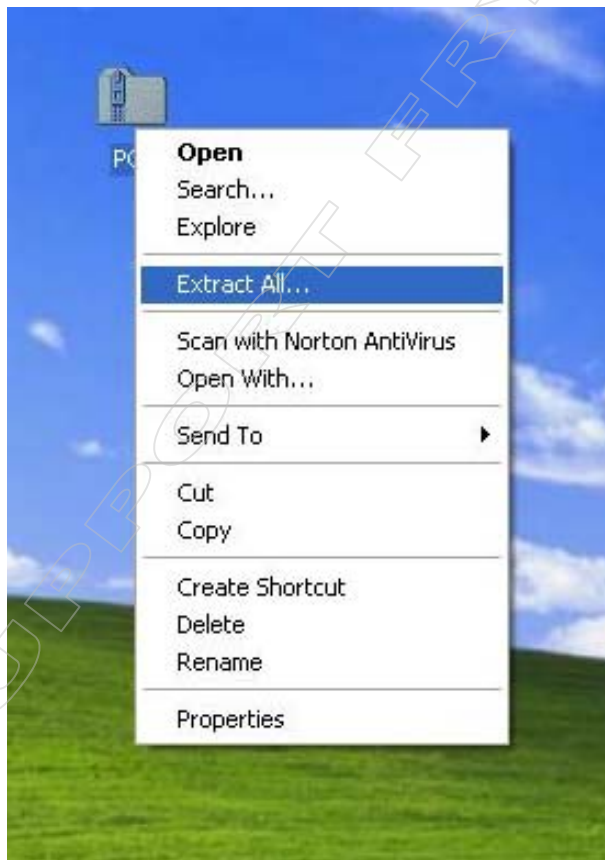 Open
Search...
Explore
Extract All...
Scan with Norton AntiVirus
Open With...
Send To
Cut
Copy
Create Shortcut
Delete
Rename
Properties